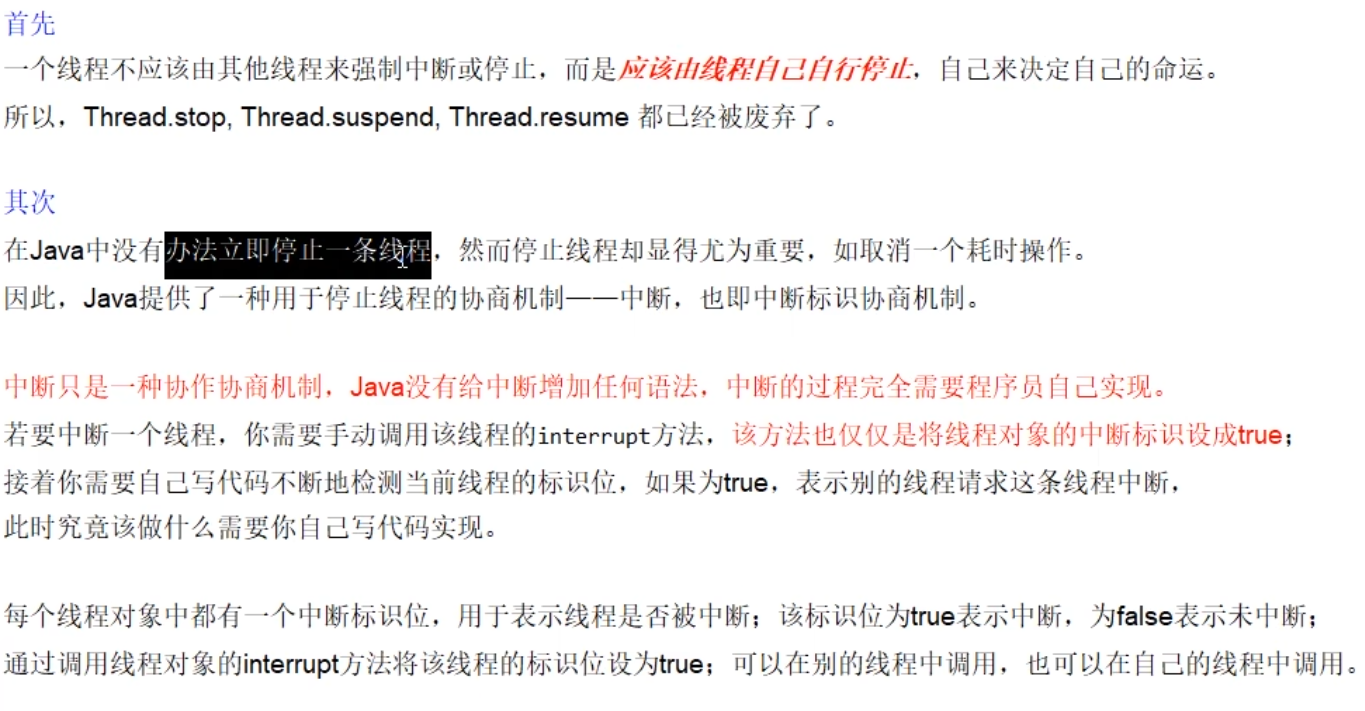 首先
一个线程不应该由其他线程来强制中断或停止，而是应该由线程自己自行停止，自己来决定自己的命运。
所以，Thread.stop, Thread.suspend, Thread.resume 都已经被废弃了。
其次
在Java中没有办法立即停止一条线程，然而停止线程却显得尤为重要，如取消一个耗时操作。
因此，Java提供了一种用于停止线程的协商机制——中断，也即中断标识协商机制。
中断只是一种协作协商机制，Java没有给中断增加任何语法，中断的过程完全需要程序员自己实现。
若要中断一个线程，你需要手动调用该线程的interrupt方法，该方法也仅仅是将线程对象的中断标识设成true；
接着你需要自己写代码不断地检测当前线程的标识位，如果为true，表示别的线程请求这条线程中断，
此时究竟该做什么需要你自己写代码实现。
每个线程对象中都有一个中断标识位，用于表示线程是否被中断；该标识位为true表示中断，为false表示未中断；
通过调用线程对象的interrupt方法将该线程的标识位设为true；可以在别的线程中调用，也可以在自己的线程中调用。